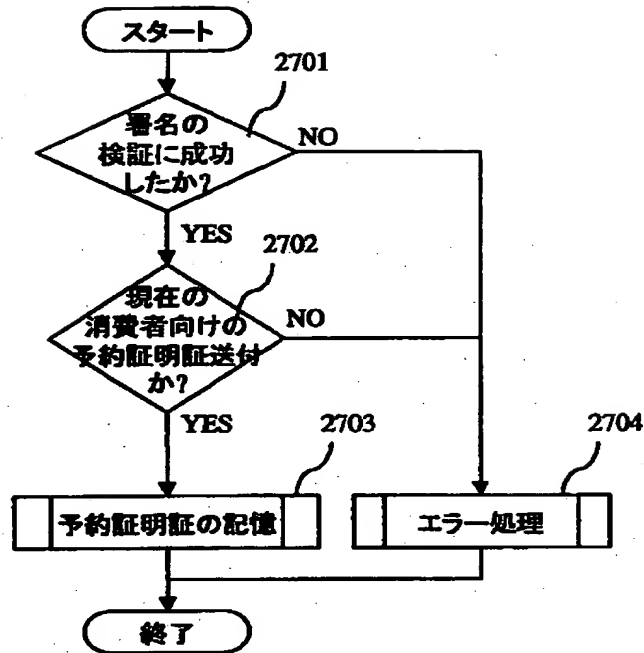 スタート
2701
署名の
検証に成功
したか?
NO
YES
2702
現在の
消費者向けの
予約証明証送付
か?
NO
YES
2703
予約証明証の記憶
2704
エラー処理
終了